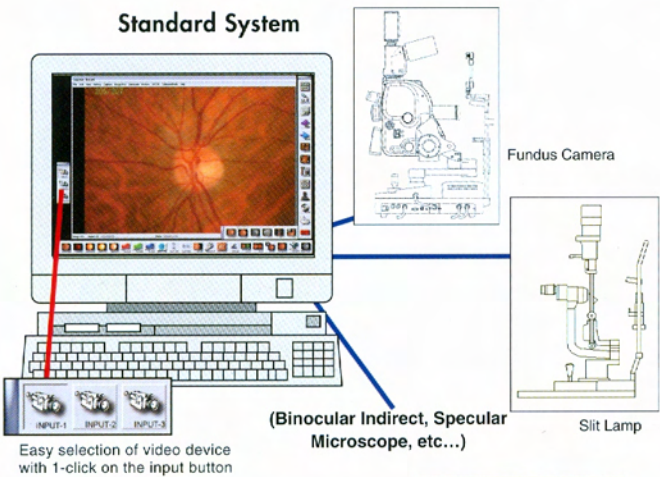 Standard System
Fundus Camera
Slit Lamp
(Binocular Indirect, Specular
Microscope, etc...)
INPUT-1 INPUT-2 INPUT-3
Easy selection of video device
with 1-click on the input button